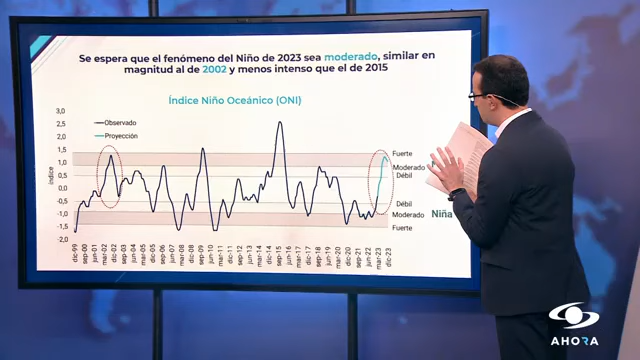 Se espera que el fenómeno del Niño de 2023 sea moderado, similar en
magnitud al de 2002 y menos intenso que el de 2015
Índice Niño Oceánico (ONI)
índice
3,0
2,5
2,0
1,5
1,0
0,5
0,0
-0,5
-1,0
-1,5
-2,0
Observado
Proyección
Fuerte
Moderado
Débil
Débil
Moderado
Fuerte
Niña
dic-99
sep-00
jun-01
mar-02
dic-02
sep-03
jun-04
mar-05
dic-05
sep-06
jun-07
mar-08
dic-08
sep-09
jun-10
mar-11
dic-11
sep-12
jun-13
mar-14
dic-14
sep-15
jun-16
mar-17
dic-17
sep-18
jun-19
mar-20
dic-20
sep-21
jun-22
mar-23
dic-23
AHORA